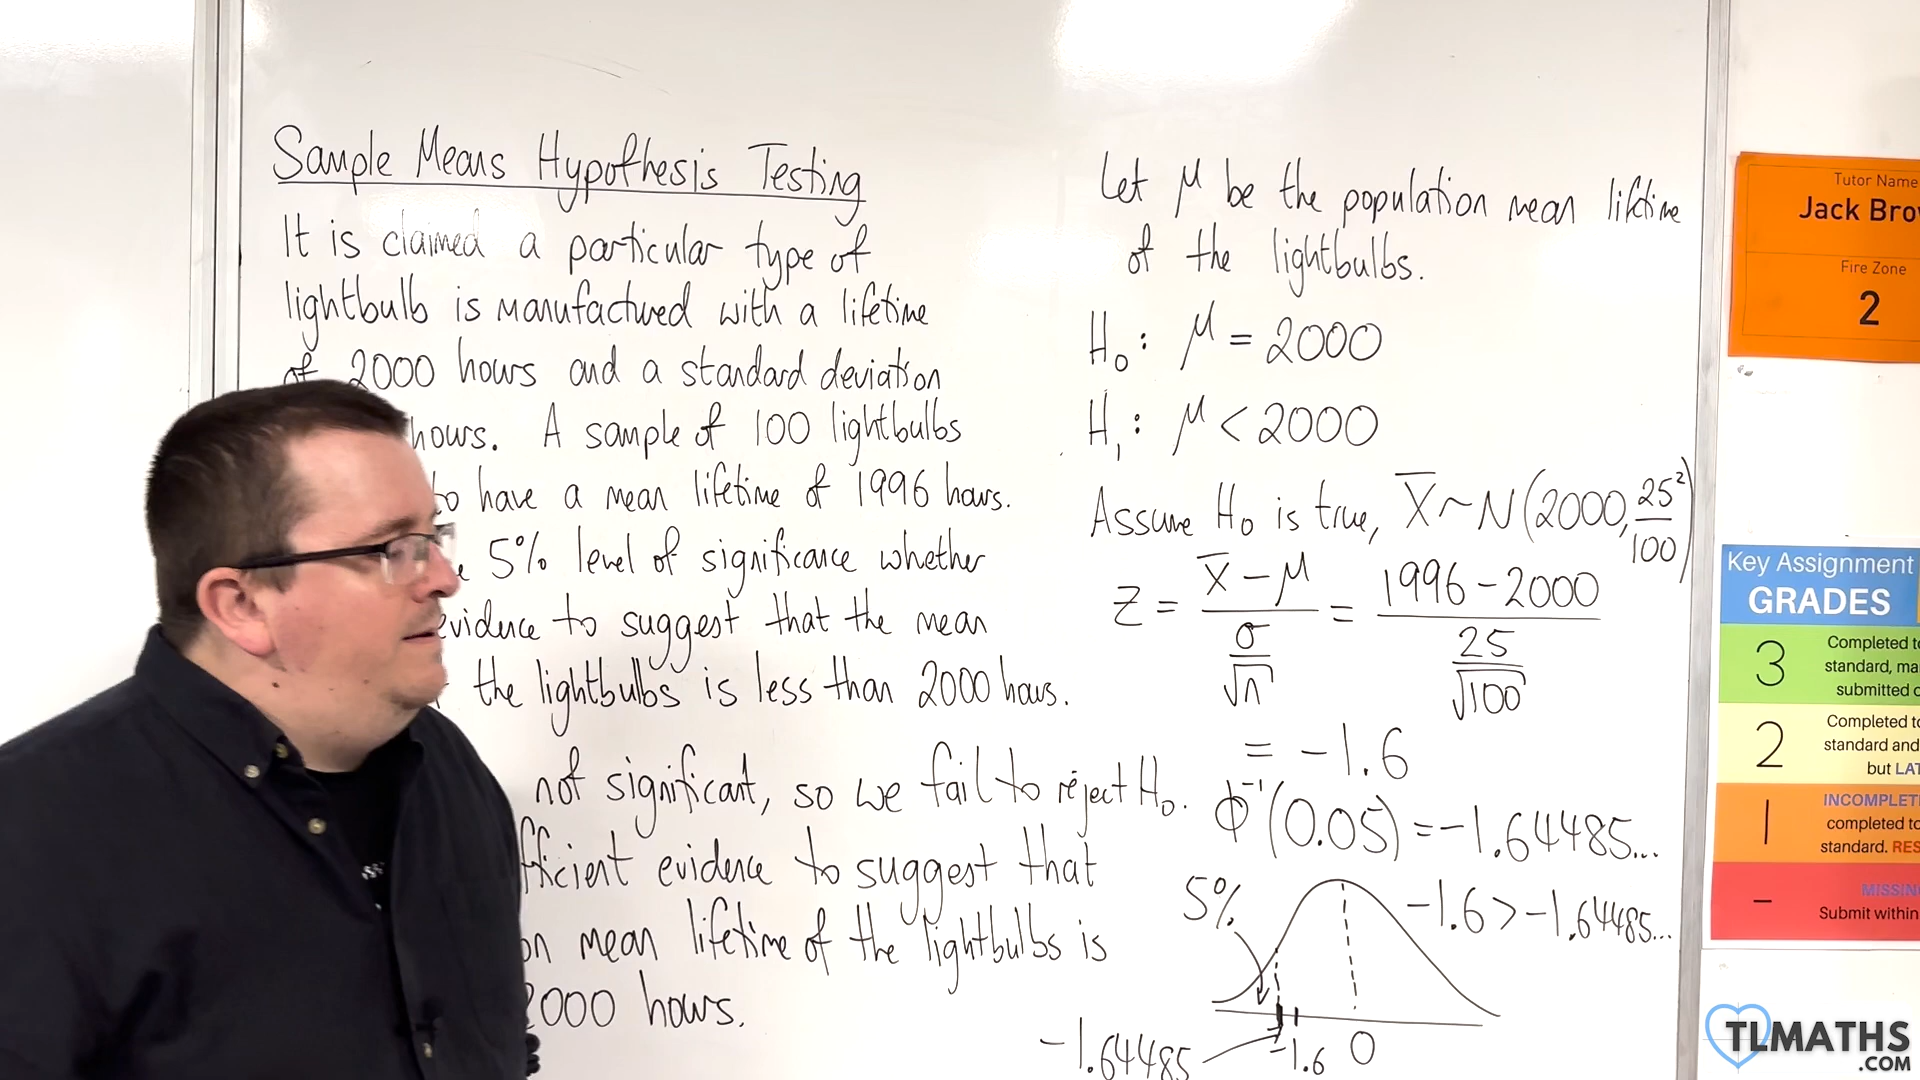 Sample Means Hypothesis Testing
It is claimed a particular type of
lightbulb is manufactured with a lifetime
of 2000 hours and a standard deviation
hours. A sample of 100 lightbulbs
to have a mean lifetime of 1996 hours.
5% level of significance whether
evidence to suggest that the mean
the lightbulbs is less than 2000 hours.
not significant, so we fail to reject H₀.
evidence to suggest that
mean lifetime of the lightbulbs is
2000 hours.
Let μ be the population mean lifetime
of the lightbulbs.
H₀: μ = 2000
H₁: μ < 2000
Assume H₀ is true, X̄ ~ N(2000, 25²/100)
z = (x̄ - μ)/(σ/√n) = (1996 - 2000)/(25/√100)
= -1.6
Φ⁻¹(0.05) = -1.64485...
5%
-1.6 > -1.64485...
-1.64485
-1.6
0
Tutor Name
Jack
Fire Zone
2
Key Assignment
GRADES
3
Completed
standard,
submitted
2
Completed
standard and
but
1
completed
standard.
-
Submit within
TLMATHS
.COM